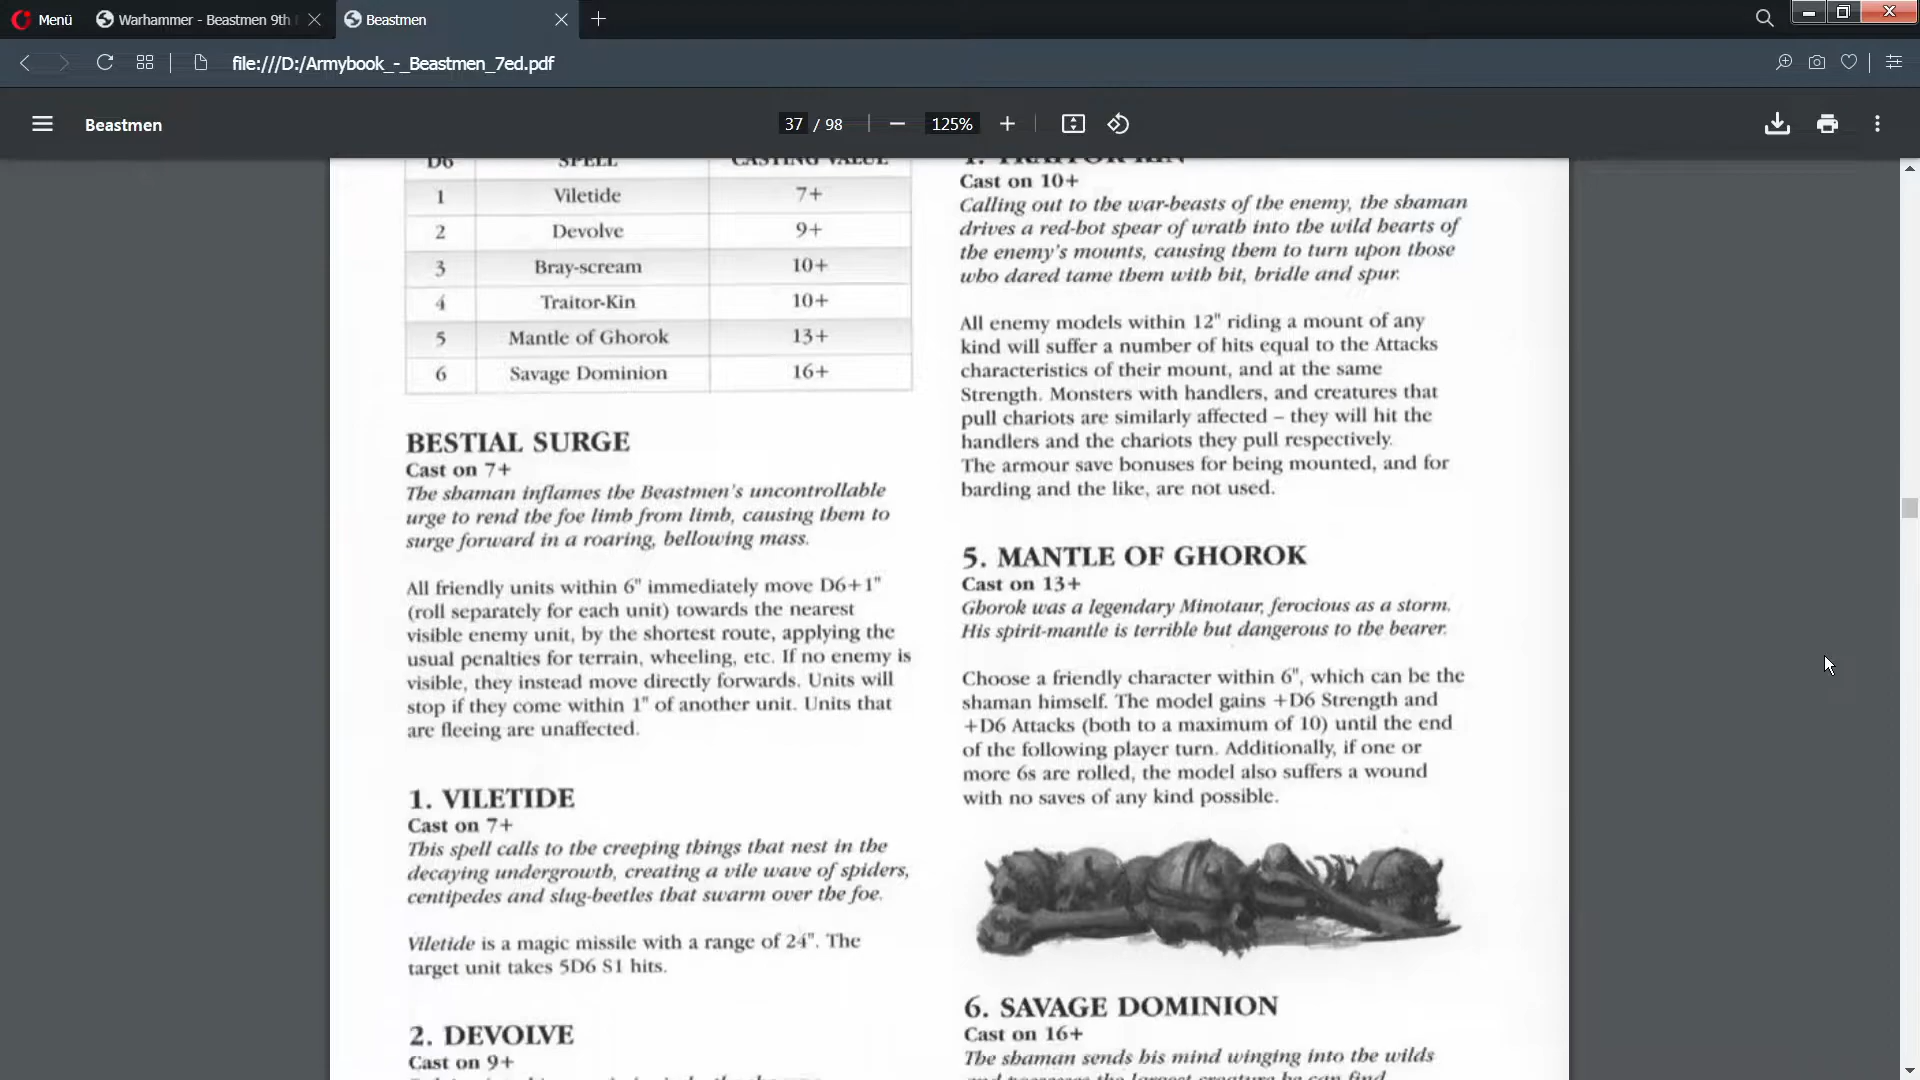 Menü
Warhammer - Beastmen 9th
Beastmen
file:///D:/Armybook_-_Beastmen_7ed.pdf
Beastmen
37 / 98
125%
D6 SPELL CASTING VALUE
1 Viletide 7+
2 Devolve 9+
3 Bray-scream 10+
4 Traitor-Kin 10+
5 Mantle of Ghorok 13+
6 Savage Dominion 16+
BESTIAL SURGE
Cast on 7+
The shaman inflames the Beastmen's uncontrollable
urge to rend the foe limb from limb, causing them to
surge forward in a roaring, bellowing mass.
All friendly units within 6" immediately move D6+1"
(roll separately for each unit) towards the nearest
visible enemy unit, by the shortest route, applying the
usual penalties for terrain, wheeling, etc. If no enemy is
visible, they instead move directly forwards. Units will
stop if they come within 1" of another unit. Units that
are fleeing are unaffected.
1. VILETIDE
Cast on 7+
This spell calls to the creeping things that nest in the
decaying undergrowth, creating a vile wave of spiders,
centipedes and slug-beetles that swarm over the foe.
Viletide is a magic missile with a range of 24". The
target unit takes 5D6 S1 hits.
2. DEVOLVE
Cast on 9+
4. TRAITOR-KIN
Cast on 10+
Calling out to the war-beasts of the enemy, the shaman
drives a red-hot spear of wrath into the wild hearts of
the enemy's mounts, causing them to turn upon those
who dared tame them with bit, bridle and spur.
All enemy models within 12" riding a mount of any
kind will suffer a number of hits equal to the Attacks
characteristics of their mount, and at the same
Strength. Monsters with handlers, and creatures that
pull chariots are similarly affected – they will hit the
handlers and the chariots they pull respectively.
The armour save bonuses for being mounted, and for
barding and the like, are not used.
5. MANTLE OF GHOROK
Cast on 13+
Ghorok was a legendary Minotaur, ferocious as a storm.
His spirit-mantle is terrible but dangerous to the bearer.
Choose a friendly character within 6", which can be the
shaman himself. The model gains +D6 Strength and
+D6 Attacks (both to a maximum of 10) until the end
of the following player turn. Additionally, if one or
more 6s are rolled, the model also suffers a wound
with no saves of any kind possible.
6. SAVAGE DOMINION
Cast on 16+
The shaman sends his mind winging into the wilds
and possesses the largest creature he can find